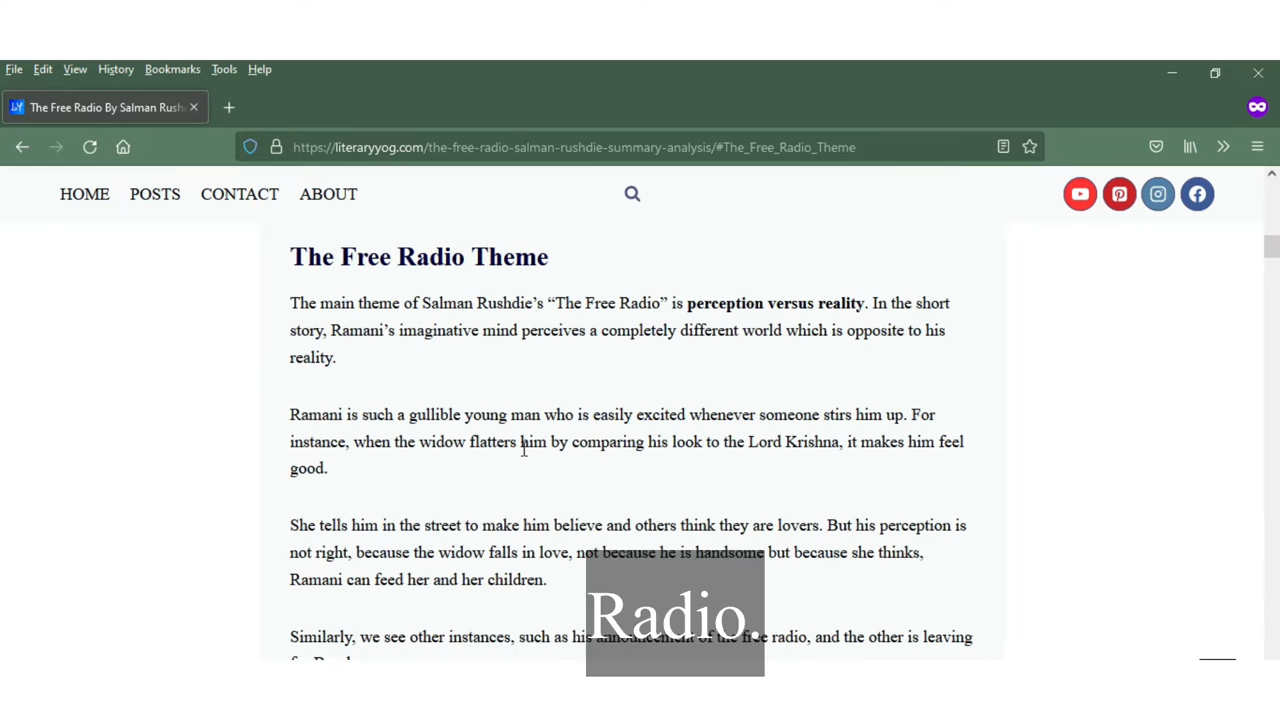 File Edit View History Bookmarks Tools Help
The Free Radio By Salman Rush
https://literaryyog.com/the-free-radio-salman-rushdie-summary-analysis/#The_Free_Radio_Theme
HOME POSTS CONTACT ABOUT
The Free Radio Theme
The main theme of Salman Rushdie’s “The Free Radio” is perception versus reality. In the short
story, Ramani’s imaginative mind perceives a completely different world which is opposite to his
reality.
Ramani is such a gullible young man who is easily excited whenever someone stirs him up. For
instance, when the widow flatters him by comparing his look to the Lord Krishna, it makes him feel
good.
She tells him in the street to make him believe and others think they are lovers. But his perception is
not right, because the widow falls in love, not because he is handsome but because she thinks,
Ramani can feed her and her children.
Radio.
Similarly, we see other instances, such as his announcement of the free radio, and the other is leaving